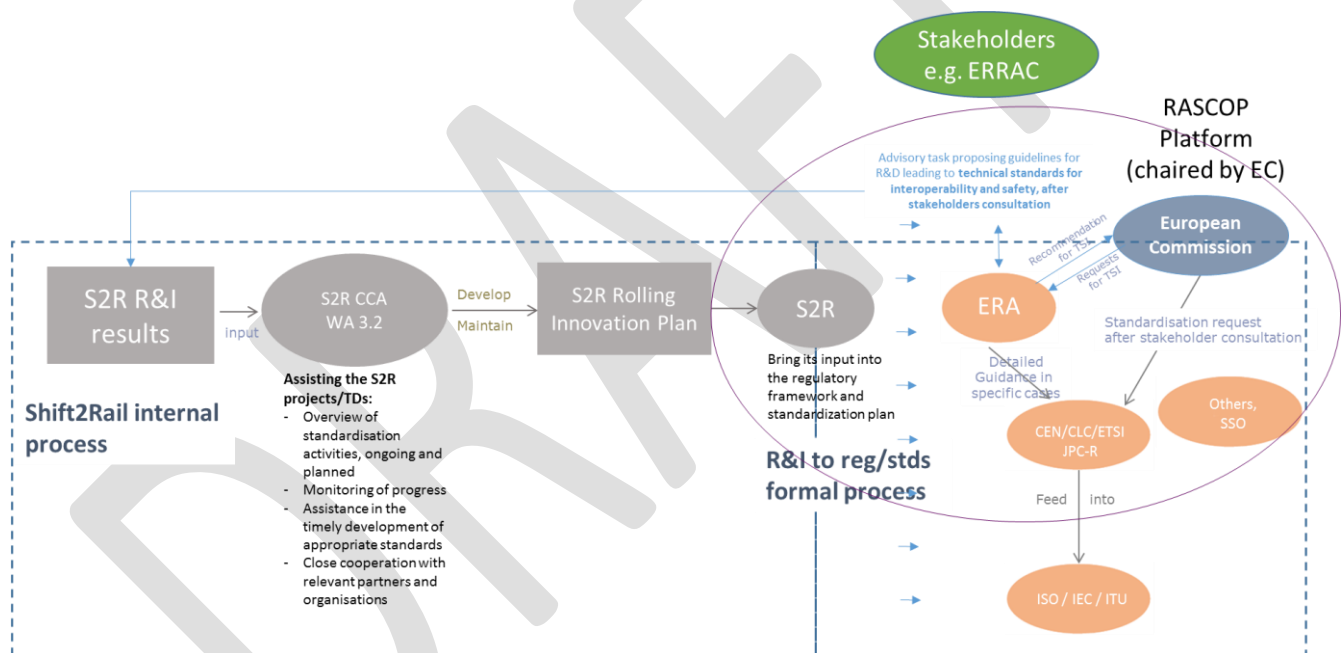 DRAFT
Stakeholders
e.g. ERRAC
RASCOP
Platform
(chaired by EC)
Advisory task proposing guidelines for
R&D leading to technical standards for
interoperability and safety, after
stakeholders consultation
European
Commission
Recommendation
for TSI
Requests
for TSI
S2R R&I
results
input
S2R CCA
WA 3.2
Develop
Maintain
S2R Rolling
Innovation Plan
S2R
ERA
Standardisation request
after stakeholder consultation
Shift2Rail internal
process
Assisting the S2R
projects/TDs:
- Overview of
standardisation
activities, ongoing and
planned
- Monitoring of progress
- Assistance in the
timely development of
appropriate standards
- Close cooperation with
relevant partners and
organisations
Bring its input into
the regulatory
framework and
standardization plan
R&I to reg/stds
formal process
Detailed
Guidance in
specific cases
Others,
SSO
CEN/CLC/ETSI
JPC-R
Feed into
ISO / IEC / ITU